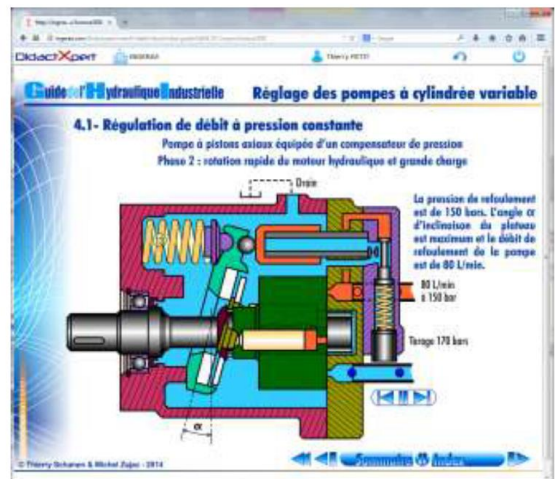 DidactXpert
Thierry PETIT
Guide de l'Hydraulique Industrielle
Réglage des pompes à cylindrée variable
4.1- Régulation de débit à pression constante
Pompe à pistons axiaux équipée d'un compensateur de pression
Phase 2 : rotation rapide du moteur hydraulique et grande charge
Drain
La pression de refoulement
est de 150 bars. L'angle α
d'inclinaison du plateau
est maximum et le débit de
refoulement de la pompe
est de 80 L/min.
80 L/min
à 150 bar
Tarage 170 bars
α
© Thierry Schanen & Michel Zujec - 2014
Sommaire
Index